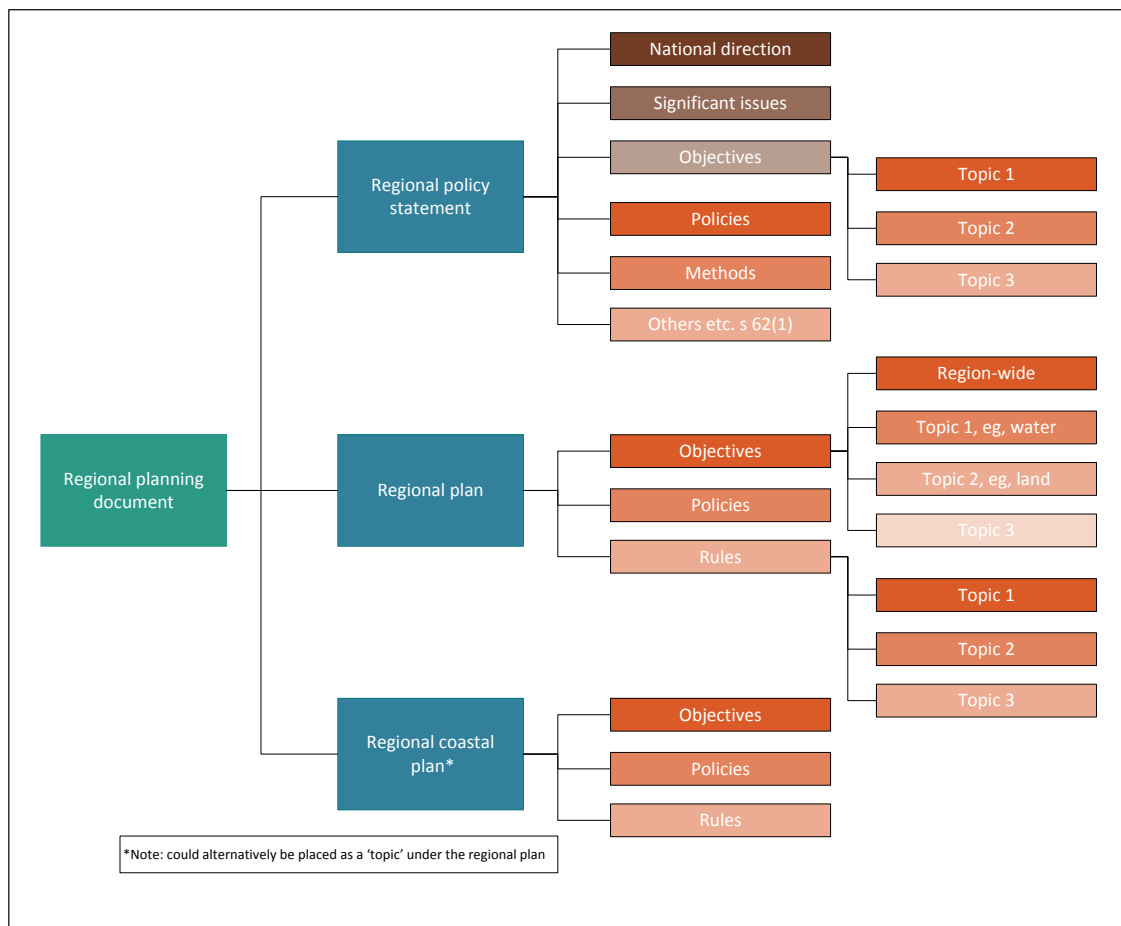 National direction
Significant issues
Objectives
Regional policy
statement
Topic 1
Topic 2
Topic 3
Policies
Methods
Others etc. s 62(1)
Regional planning
document
Regional plan
Objectives
Region-wide
Topic 1, eg, water
Topic 2, eg, land
Topic 3
Policies
Rules
Topic 1
Topic 2
Topic 3
Regional coastal
plan*
Objectives
Policies
Rules
*Note: could alternatively be placed as a ‘topic’ under the regional plan